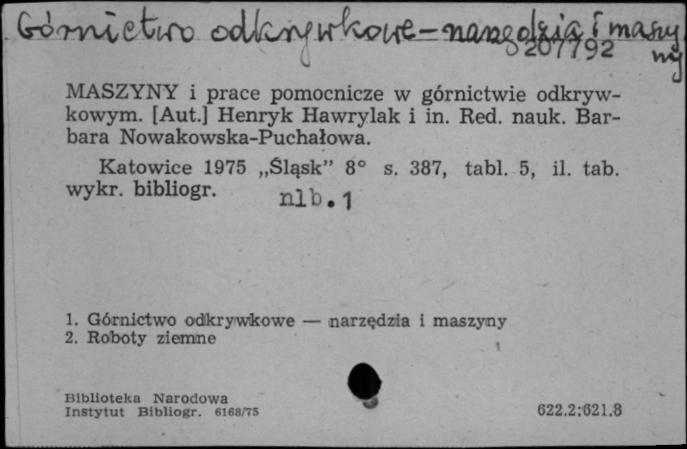 Górnictwo odkrywkowe - narzędzia i maszy
ny
207792
MASZYNY i prace pomocnicze w górnictwie odkryw-
kowym. [Aut.] Henryk Hawrylak i in. Red. nauk. Bar-
bara Nowakowska-Puchałowa.
Katowice 1975 „Śląsk” 8° s. 387, tabl. 5, il. tab.
wykr. bibliogr.
nlb. 1
1. Górnictwo odkrywkowe — narzędzia i maszyny
2. Roboty ziemne
Biblioteka Narodowa
Instytut Bibliogr. 6168/75
622.2:621.8